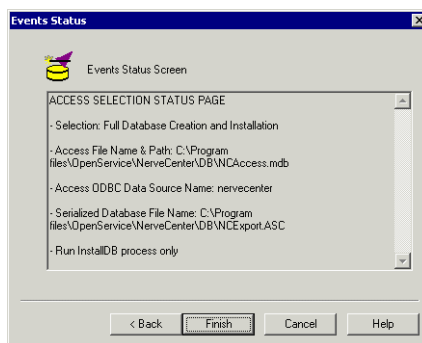 Events Status
Events Status Screen
ACCESS SELECTION STATUS PAGE
- Selection: Full Database Creation and Installation
- Access File Name & Path: C:\Program
files\OpenService\NerveCenter\DB\NCAccess.mdb
- Access ODBC Data Source Name: nervecenter
- Serialized Database File Name: C:\Program
files\OpenService\NerveCenter\DB\NCExport.ASC
- Run InstallDB process only
< Back
Finish
Cancel
Help